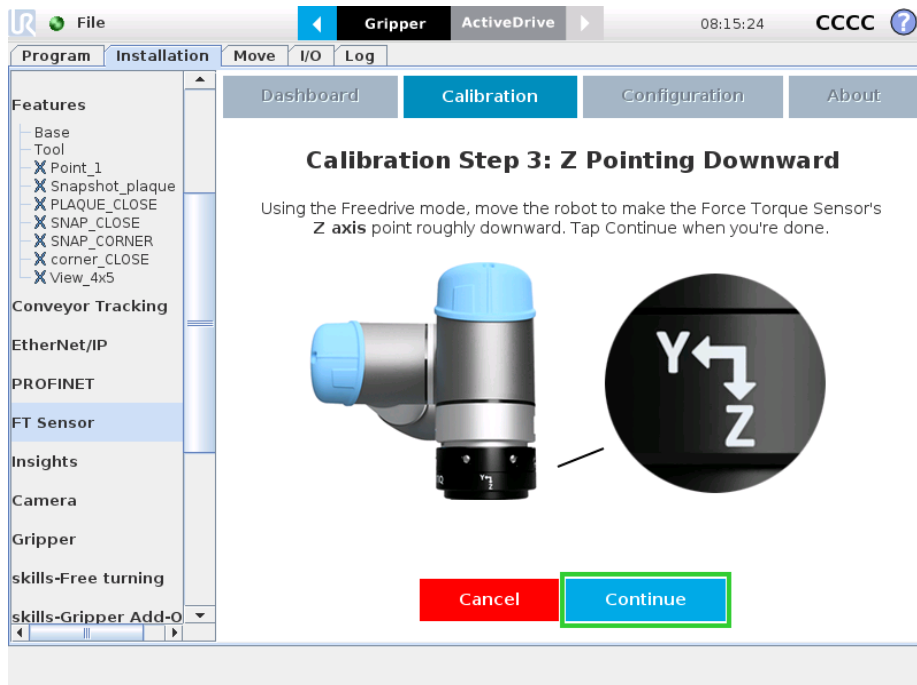 UR File Gripper ActiveDrive 08:15:24 CCCC ?
Program Installation Move I/O Log
Dashboard Calibration Configuration About
Features
Base
Tool
Point_1
Snapshot_plaque
PLAQUE_CLOSE
SNAP_CLOSE
SNAP_CORNER
corner_CLOSE
View_4x5
Conveyor Tracking
EtherNet/IP
PROFINET
FT Sensor
Insights
Camera
Gripper
skills-Free turning
skills-Gripper Add-O
Calibration Step 3: Z Pointing Downward
Using the Freedrive mode, move the robot to make the Force Torque Sensor's
Z axis point roughly downward. Tap Continue when you're done.
Y
Z
Y
Z
Cancel Continue